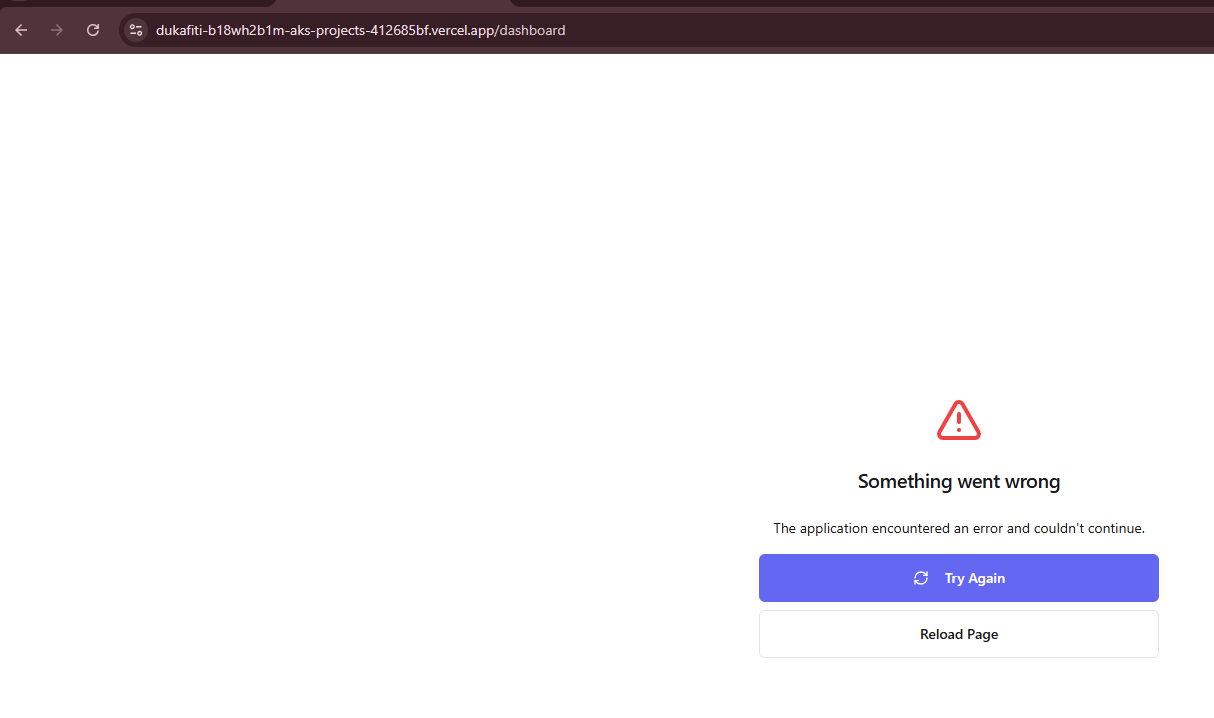 dukafiti-b18wh2b1m-aks-projects-412685bf.vercel.app/dashboard
Something went wrong
The application encountered an error and couldn't continue.
Try Again
Reload Page